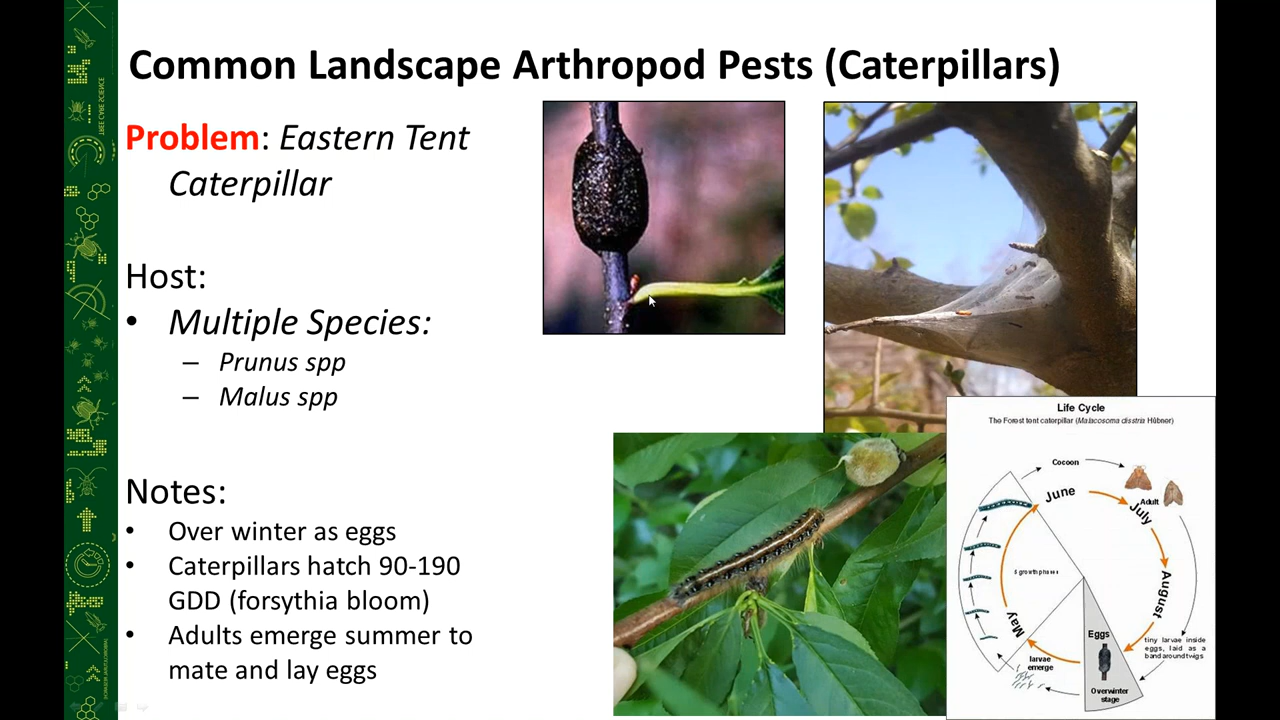 Common Landscape Arthropod Pests (Caterpillars)
Problem: Eastern Tent
Caterpillar
Host:
• Multiple Species:
– Prunus spp
– Malus spp
Notes:
• Over winter as eggs
• Caterpillars hatch 90-190
GDD (forsythia bloom)
• Adults emerge summer to
mate and lay eggs
Life Cycle
The Forest tent caterpillar (Malacosoma disstria Hübner)
Cocoon
Adult
June
July
August
May
Eggs
tiny larvae inside
eggs, laid as a
band around twigs
larvae
emerge
Overwinter
stage
TREE CARE SCIENCE